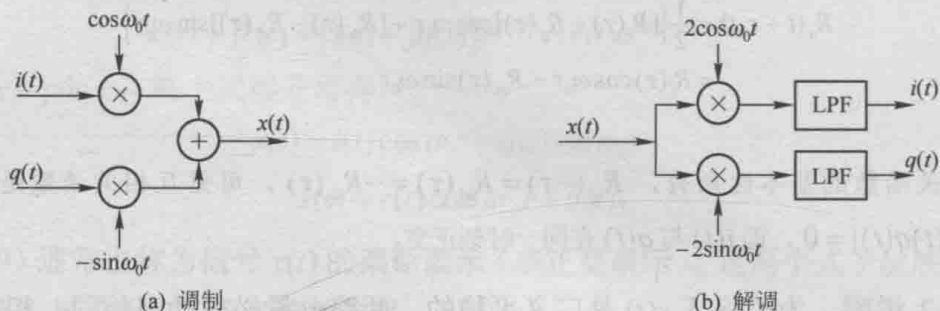 cosω₀t
i(t)
×
+
x(t)
q(t)
×
-sinω₀t
(a) 调制
2cosω₀t
×
LPF
i(t)
x(t)
×
LPF
q(t)
-2sinω₀t
(b) 解调